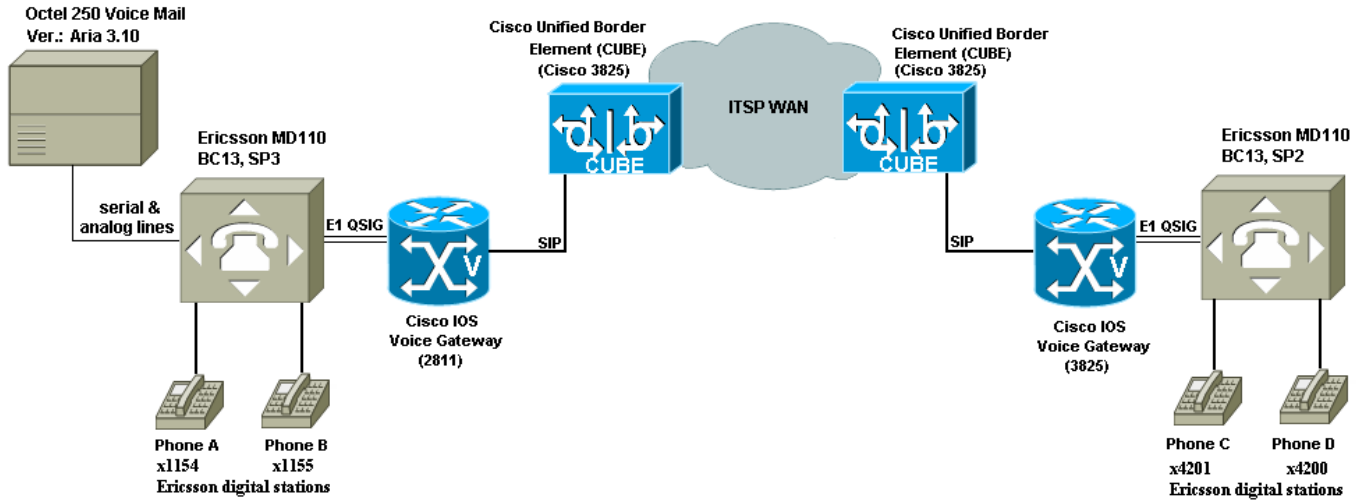 Octel 250 Voice Mail
Ver.: Aria 3.10
Cisco Unified Border
Element (CUBE)
(Cisco 3825)
Cisco Unified Border
Element (CUBE)
(Cisco 3825)
ITSP WAN
CUBE
CUBE
Ericsson MD110
BC13, SP3
Ericsson MD110
BC13, SP2
serial &
analog lines
E1 QSIG
V
SIP
SIP
V
E1 QSIG
Cisco IOS
Voice Gateway
(2811)
Cisco IOS
Voice Gateway
(3825)
Phone A
x1154
Phone B
x1155
Ericsson digital stations
Phone C
x4201
Phone D
x4200
Ericsson digital stations